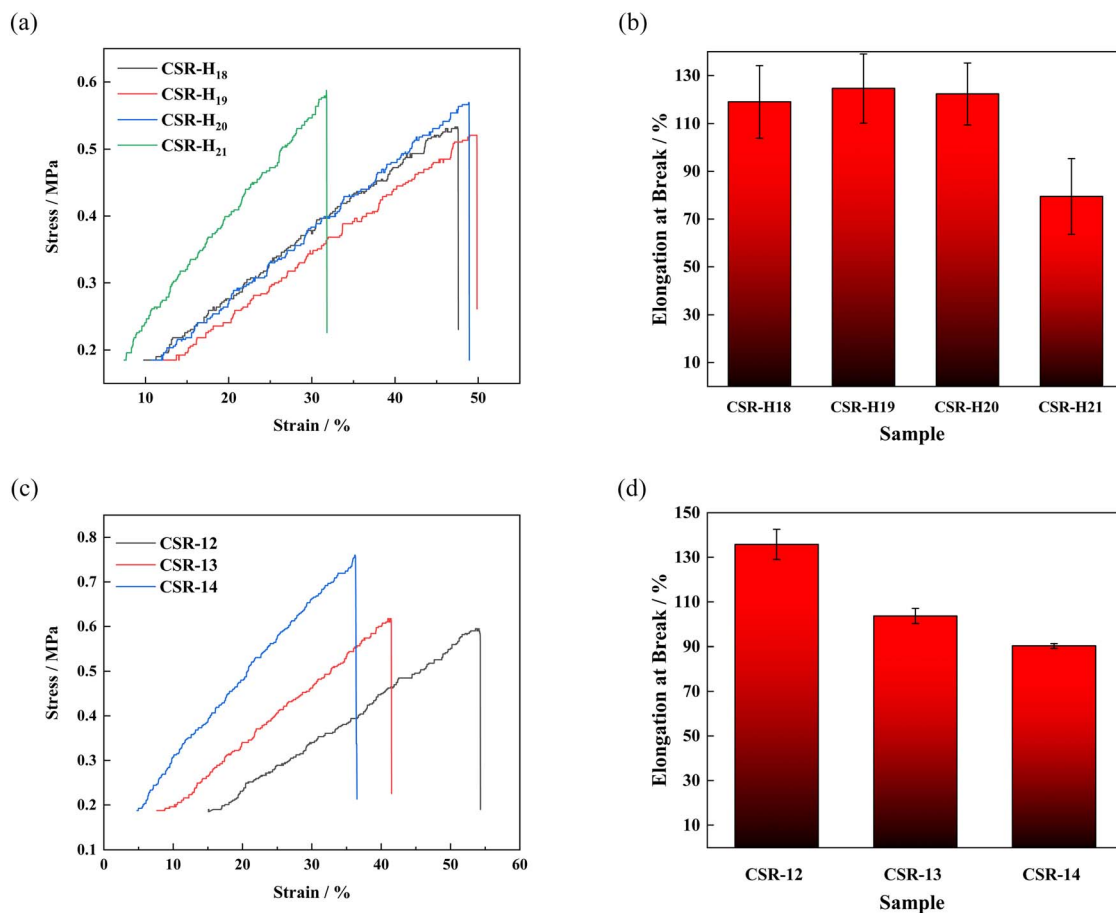 (a)
CSR-H18
CSR-H19
CSR-H20
CSR-H21
0.6
0.5
0.4
0.3
0.2
Stress / MPa
10 20 30 40 50
Strain / %
(b)
130
110
90
70
50
30
10
Elongation at Break / %
CSR-H18 CSR-H19 CSR-H20 CSR-H21
Sample
(c)
CSR-12
CSR-13
CSR-14
0.8
0.7
0.6
0.5
0.4
0.3
0.2
0.1
Stress / MPa
0 10 20 30 40 50 60
Strain / %
(d)
150
130
110
90
70
50
30
10
Elongation at Break / %
CSR-12 CSR-13 CSR-14
Sample